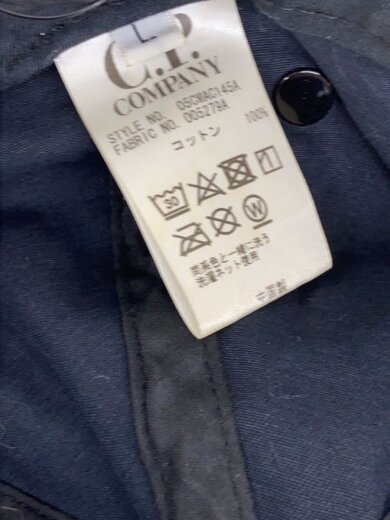 L
C.P.
COMPANY
STYLE NO. 05CMAC145A
FABRIC NO. 005279A
コットン 100%
30
W
同系色と一緒に洗う
洗濯ネット使用
中国製